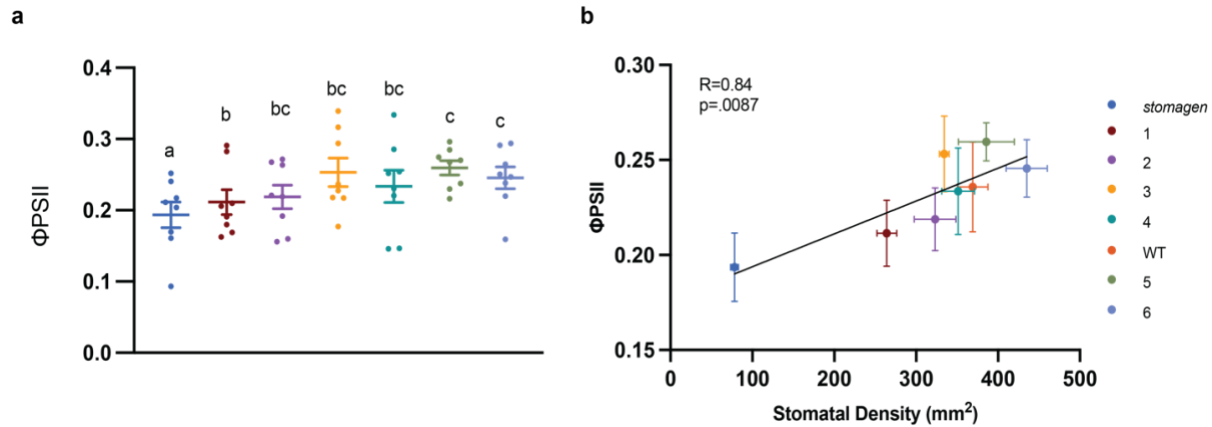 a
ΦPSII
0.4
0.3
0.2
0.1
0.0
a
b
bc
bc
bc
c
c
b
ΦPSII
0.30
0.25
0.20
0.15
R=0.84
p=.0087
0
100
200
300
400
500
Stomatal Density (mm²)
stomagen
1
2
3
4
WT
5
6